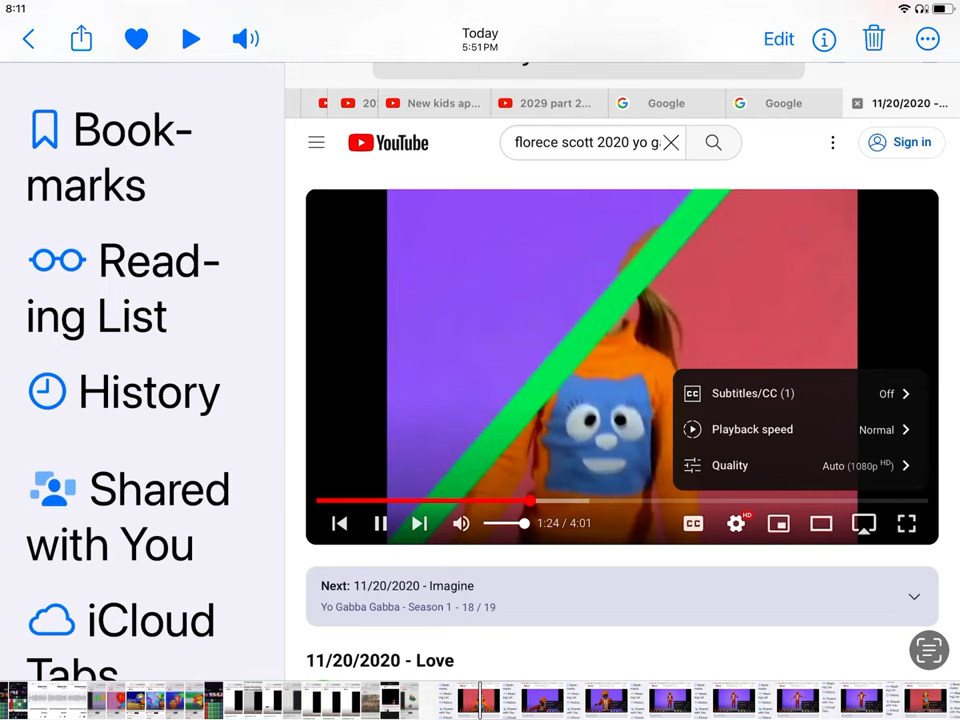 8:11
Today
5:51 PM
Edit
20
New kids ap...
2029 part 2...
Google
Google
11/20/2020 -...
YouTube
florece scott 2020 yo g
Sign in
Book-
marks
Read-
ing List
History
Shared
with You
iCloud
Tabs
Subtitles/CC (1)
Off
Playback speed
Normal
Quality
Auto (1080p HD)
1:24 / 4:01
CC
HD
Next: 11/20/2020 - Imagine
Yo Gabba Gabba - Season 1 - 18 / 19
11/20/2020 - Love